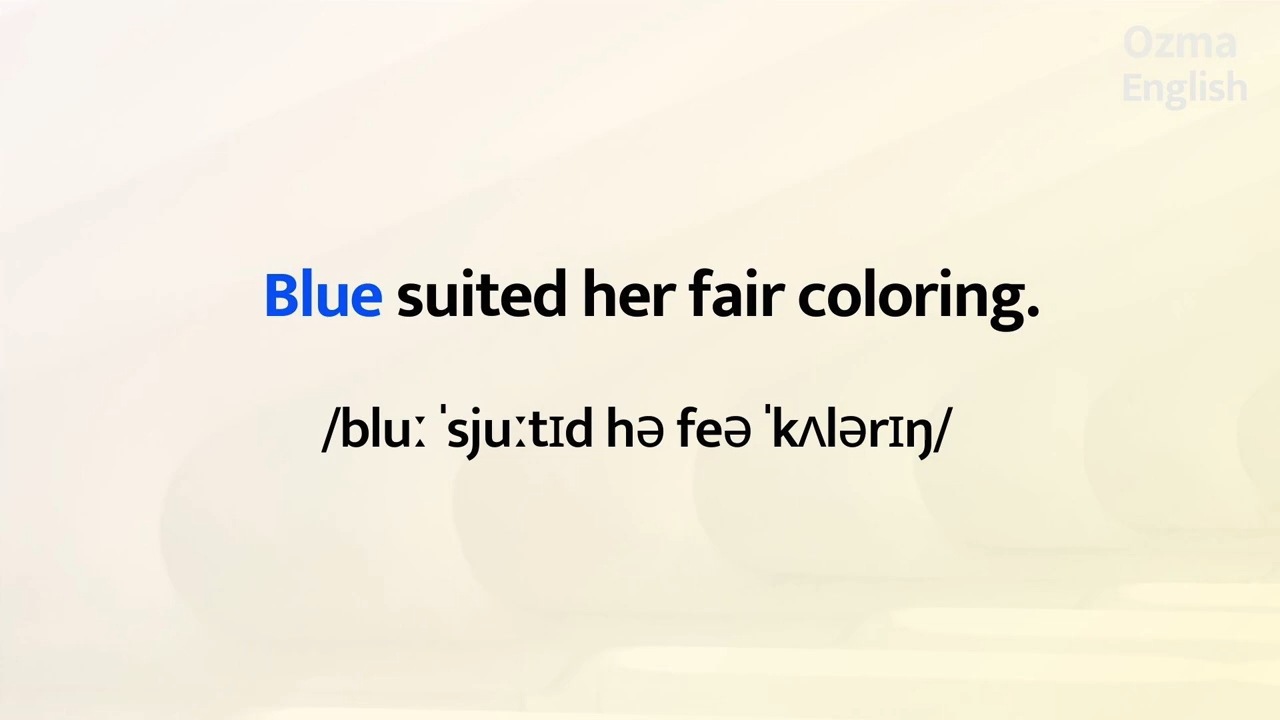 Ozma
English
Blue suited her fair coloring.
/bluː ˈsjuːtɪd hə feə ˈkʌlərɪŋ/